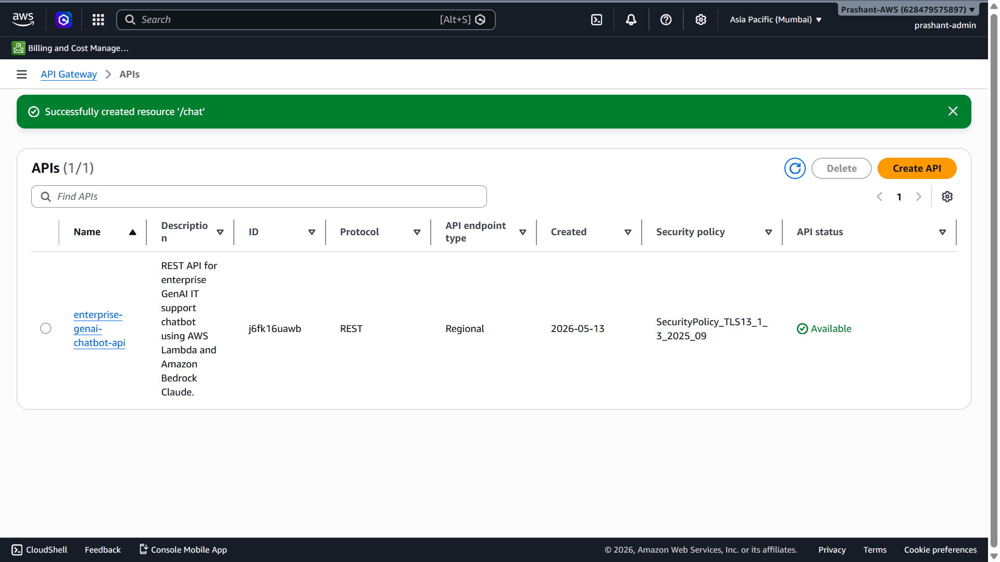 aws
Search
[Alt+S]
Asia Pacific (Mumbai)
Prashant-AWS (628479575897)
prashant-admin
Billing and Cost Manage...
API Gateway
APIs
Successfully created resource '/chat'
APIs (1/1)
Delete
Create API
Find APIs
1
Name
Descriptio
n
ID
Protocol
API endpoint
type
Created
Security policy
API status
enterprise-
genai-
chatbot-api
REST API for
enterprise
GenAI IT
support
chatbot
using AWS
Lambda and
Amazon
Bedrock
Claude.
j6fk16uawb
REST
Regional
2026-05-13
SecurityPolicy_TLS13_1_
3_2025_09
Available
CloudShell
Feedback
Console Mobile App
© 2026, Amazon Web Services, Inc. or its affiliates.
Privacy
Terms
Cookie preferences